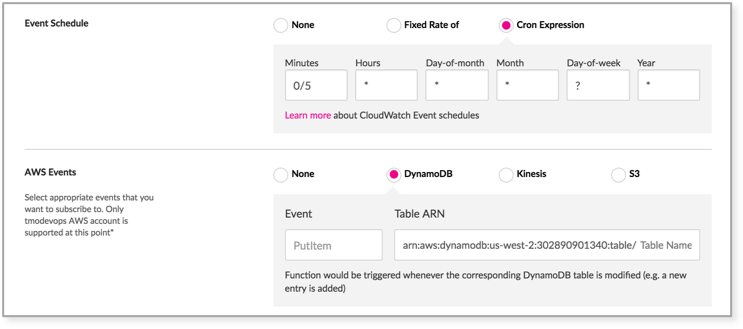 Event Schedule
None
Fixed Rate of
Cron Expression
Minutes
Hours
Day-of-month
Month
Day-of-week
Year
0/5
*
*
*
?
*
Learn more about CloudWatch Event schedules
AWS Events
None
DynamoDB
Kinesis
S3
Select appropriate events that you
want to subscribe to. Only
tmodevops AWS account is
supported at this point*
Event
Table ARN
PutItem
arn:aws:dynamodb:us-west-2:302890901340:table/ Table Name
Function would be triggered whenever the corresponding DynamoDB table is modified (e.g. a new
entry is added)